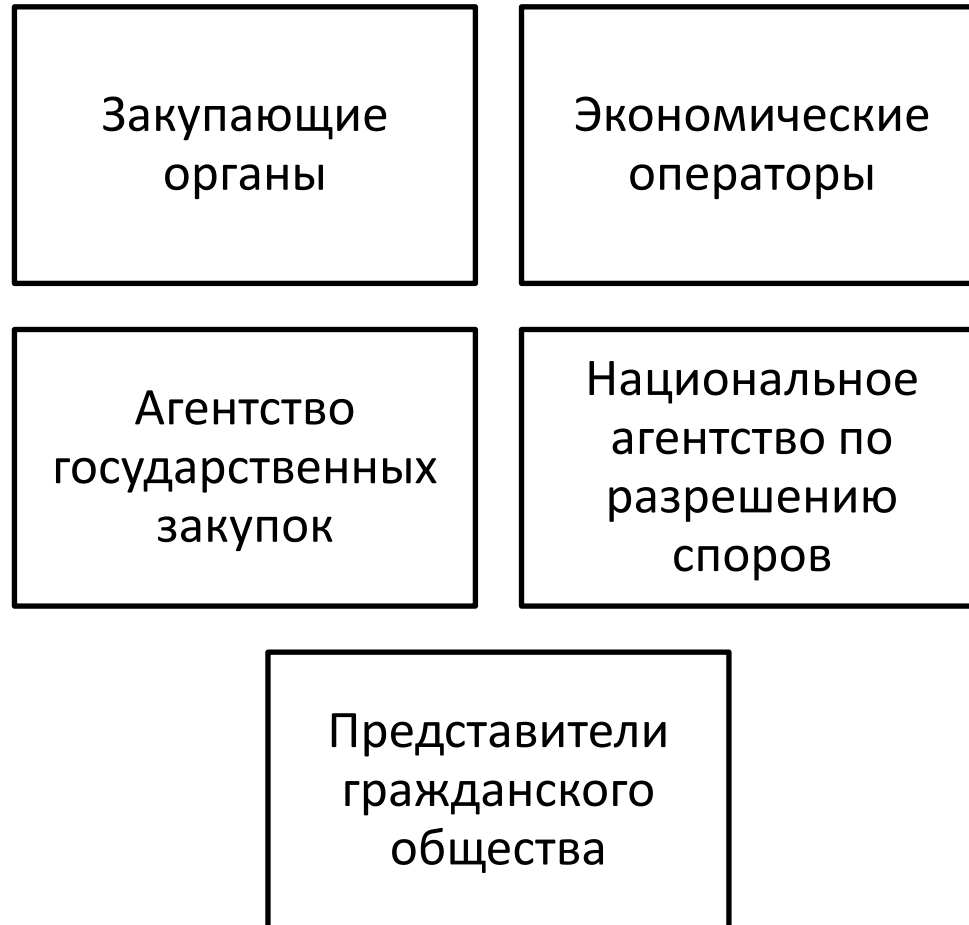 Закупающие
органы
Экономические
операторы
Агентство
государственных
закупок
Национальное
агентство по
разрешению
споров
Представители
гражданского
общества